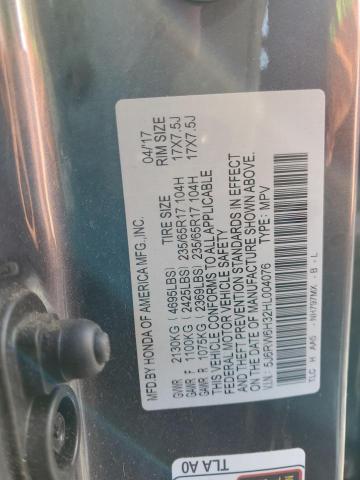 MFD BY HONDA OF AMERICA MFG.,INC. 04/17
TIRE SIZE RIM SIZE
GVWR 2130KG (4695LBS)
GAWR F 1100KG (2425LBS) 235/65R17 104H 17X7.5J
GAWR R 1075KG (2369LBS) 235/65R17 104H 17X7.5J
THIS VEHICLE CONFORMS TO ALL APPLICABLE
FEDERAL MOTOR VEHICLE SAFETY
AND THEFT PREVENTION STANDARDS IN EFFECT
ON THE DATE OF MANUFACTURE SHOWN ABOVE.
V.I.N: 5J6RW6H32HL004076 TYPE: MPV
TLC H AA5 NH797MX -B-L
TLA A0